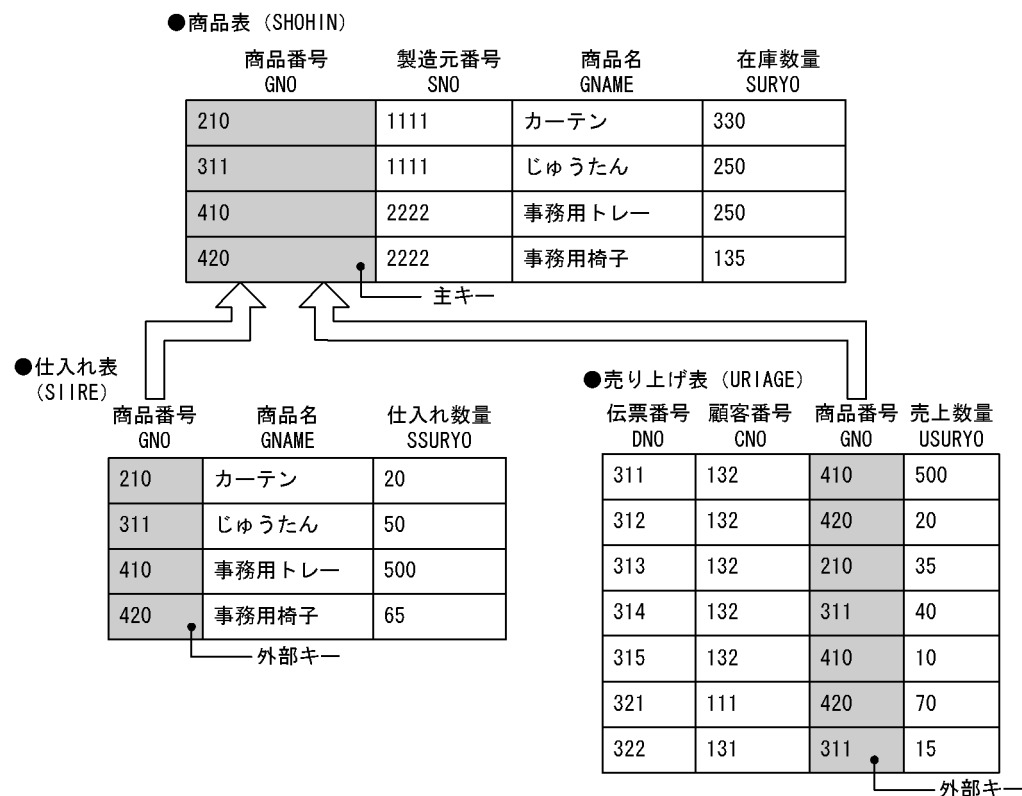 ●商品表（SHOHIN）
商品番号 製造元番号 商品名 在庫数量
GNO SNO GNAME SURYO
210 1111 カーテン 330
311 1111 じゅうたん 250
410 2222 事務用トレー 250
420 2222 事務用椅子 135
主キー
●仕入れ表
（SIIRE）
商品番号 商品名 仕入れ数量
GNO GNAME SSURYO
210 カーテン 20
311 じゅうたん 50
410 事務用トレー 500
420 事務用椅子 65
外部キー
●売り上げ表（URIAGE）
伝票番号 顧客番号 商品番号 売上数量
DNO CNO GNO USURYO
311 132 410 500
312 132 420 20
313 132 210 35
314 132 311 40
315 132 410 10
321 111 420 70
322 131 311 15
外部キー